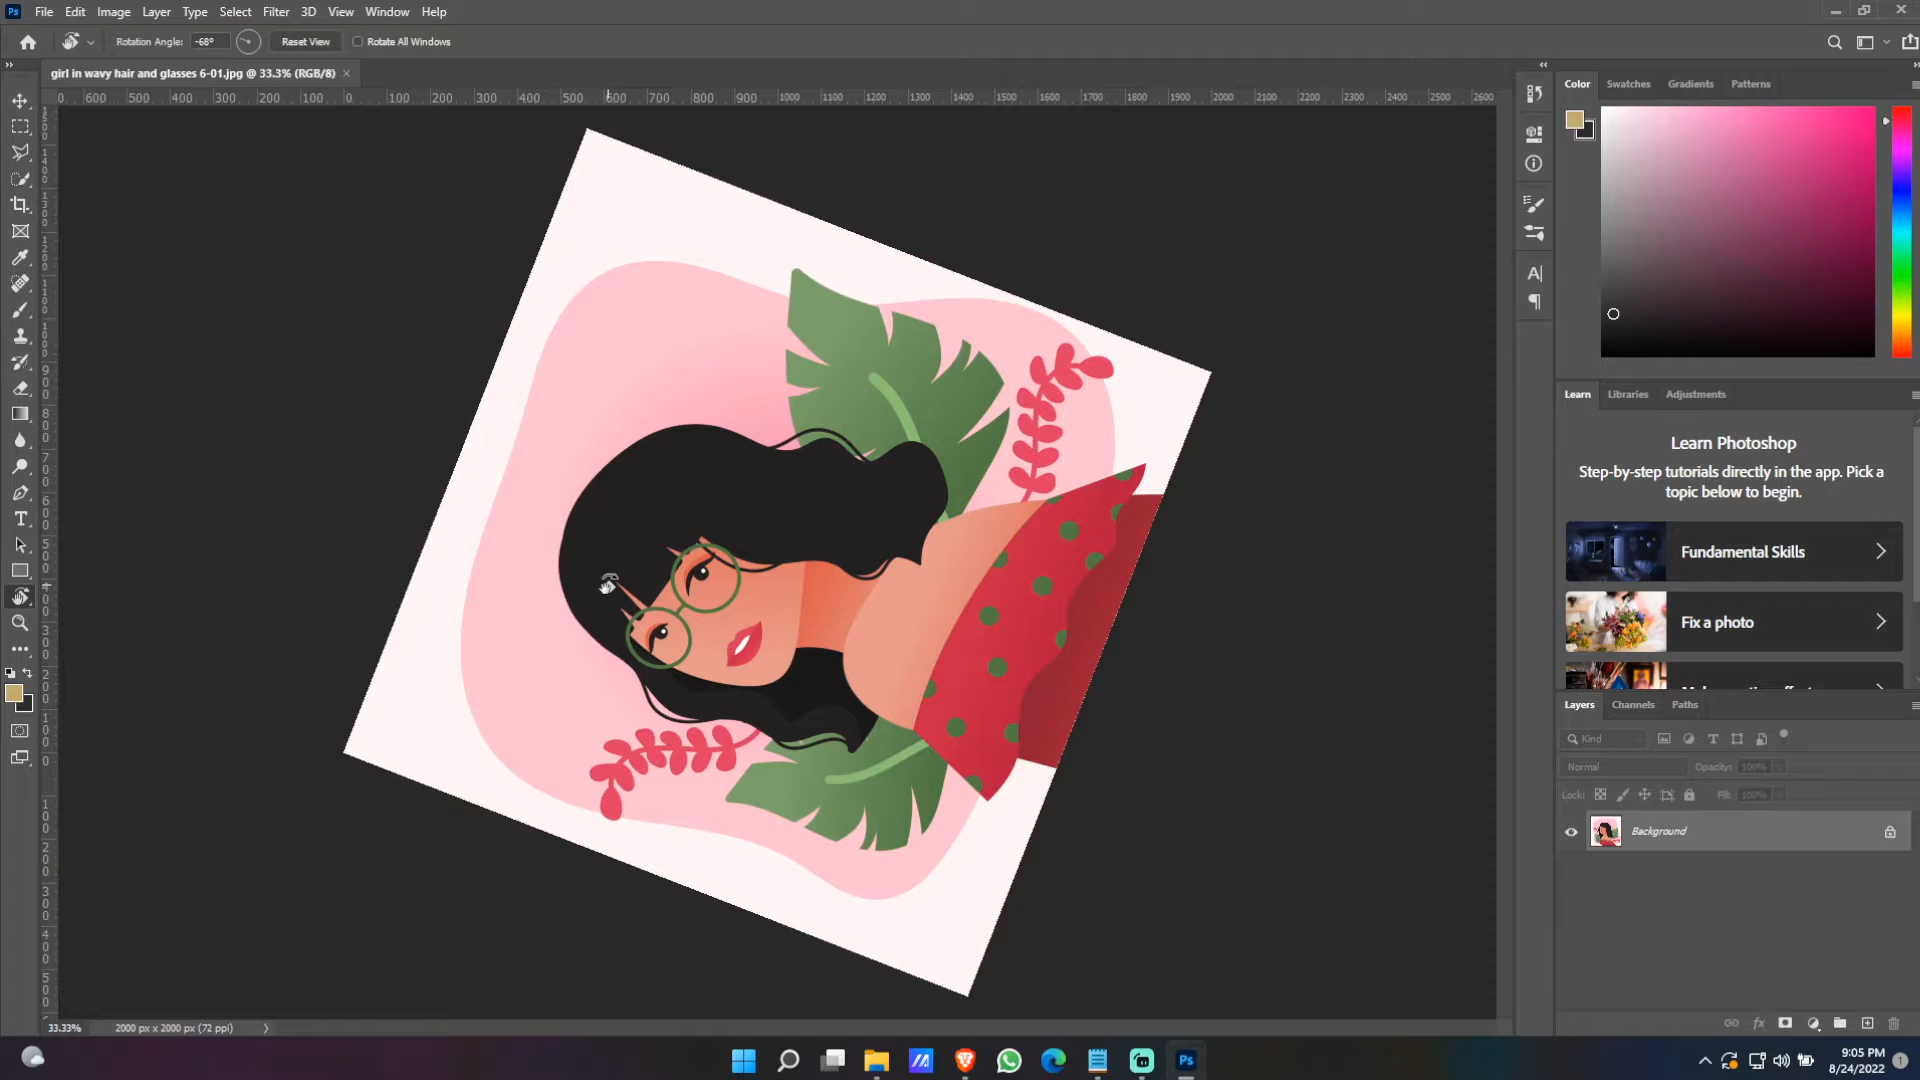 Ps File Edit Image Layer Type Select Filter 3D View Window Help
Rotation Angle: -68° Reset View Rotate All Windows
girl in wavy hair and glasses 6-01.jpg @ 33.3% (RGB/8)
0 600 500 400 300 200 100 0 100 200 300 400 500 600 700 800 900 1000 1100 1200 1300 1400 1500 1600 1700 1800 1900 2000 2100 2200 2300 2400 2500 2600
Color Swatches Gradients Patterns
Learn Libraries Adjustments
Learn Photoshop
Step-by-step tutorials directly in the app. Pick a
topic below to begin.
Fundamental Skills
Fix a photo
Layers Channels Paths
Kind
Normal Opacity: 100%
Lock: Fill: 100%
Background
33.33% 2000 px x 2000 px (72 ppi)
Ps
9:05 PM
8/24/2022
1